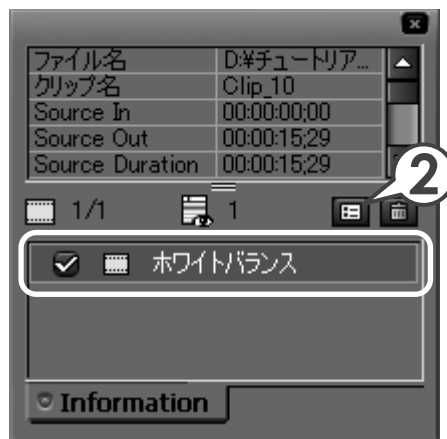 ファイル名 D:¥チュートリア...
クリップ名 Clip_10
Source In 00:00:00;00
Source Out 00:00:15;29
Source Duration 00:00:15;29
1/1 1
2
ホワイトバランス
Information